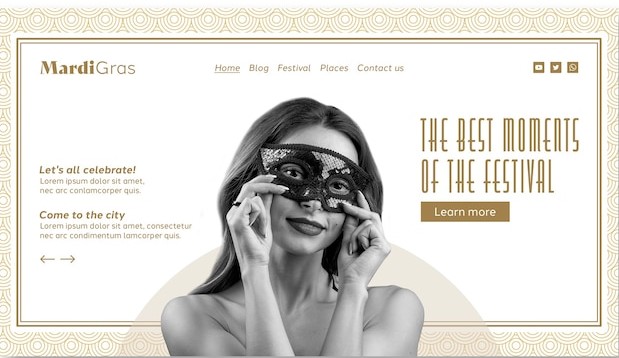 MardiGras
Home Blog Festival Places Contact us
THE BEST MOMENTS
OF THE FESTIVAL
Learn more
Let's all celebrate!
Lorem ipsum dolor sit amet,
nec arc conlamcorper quis.
Come to the city
Lorem ipsum dolor sit amet, consectetur
nec arc condimentum lamcorper quis.